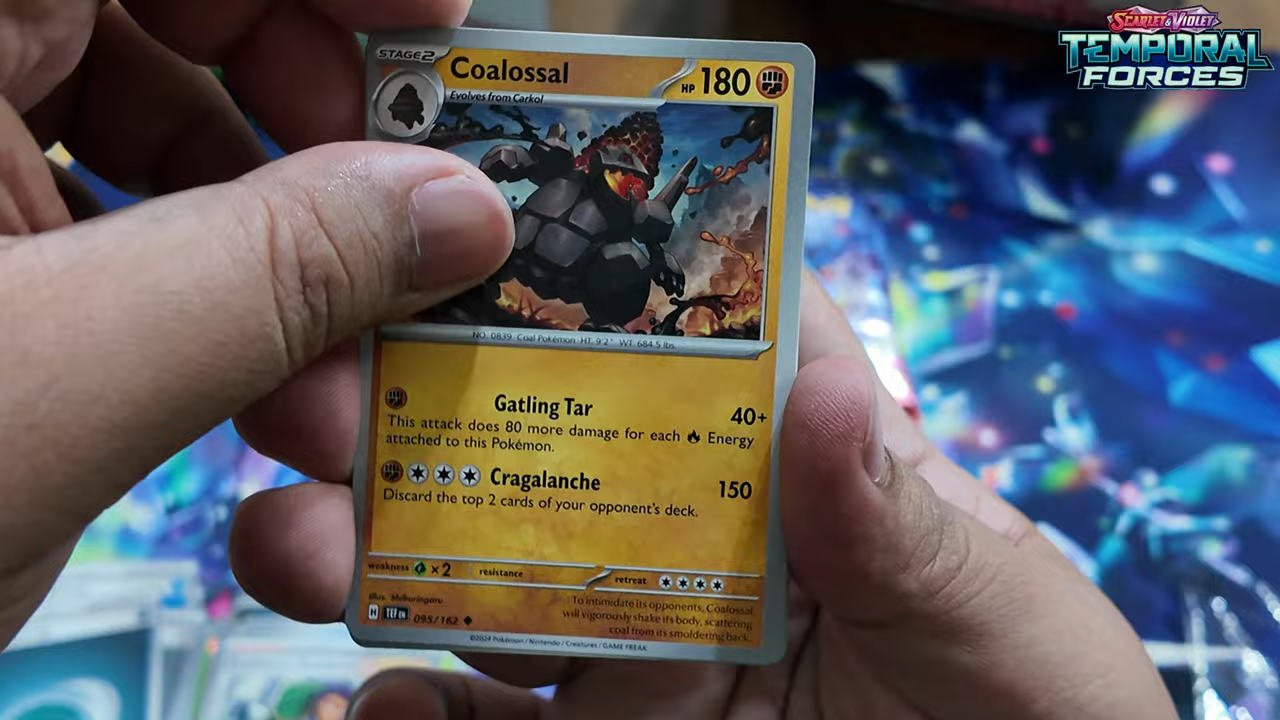 SCARLET & VIOLET
TEMPORAL
FORCES
STAGE2
Coalossal
HP 180
Evolves from Carkol
NO. 0839 Coal Pokémon HT: 9'2" WT: 684.5 lbs.
Gatling Tar 40+
This attack does 80 more damage for each Energy
attached to this Pokémon.
Cragalanche 150
Discard the top 2 cards of your opponent's deck.
weakness ×2 resistance retreat
Illus. Shiburingaru
To intimidate its opponents, Coalossal
will vigorously shake its body, scattering
coal from its smoldering back.
H TEF EN 095/162
©2024 Pokémon / Nintendo / Creatures / GAME FREAK